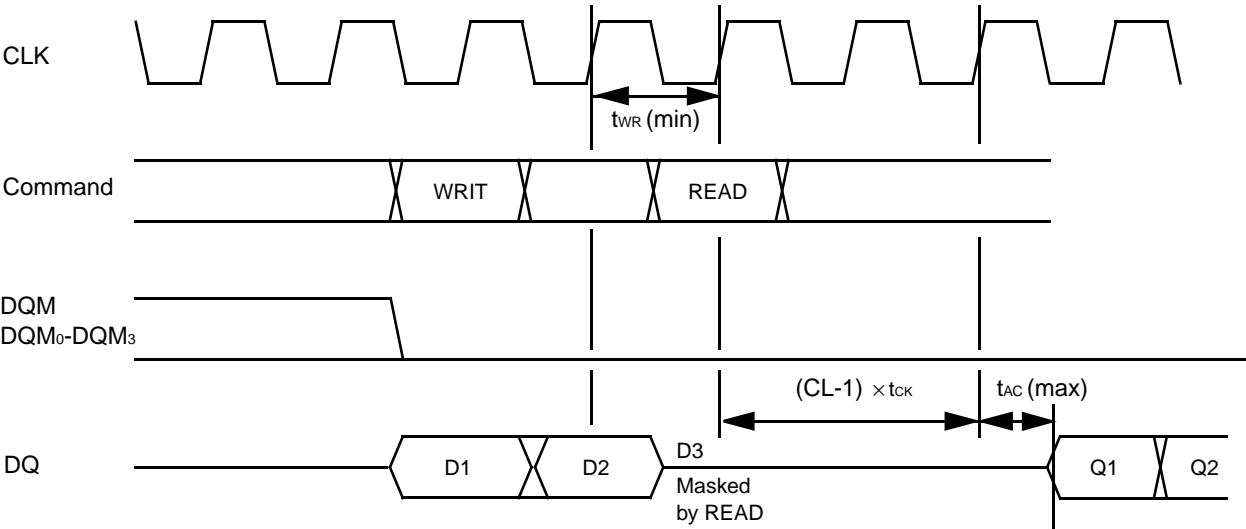 CLK
tWR (min)
Command
WRIT
READ
DQM
DQM0-DQM3
(CL-1) × tCK
tAC (max)
DQ
D1
D2
D3
Masked
by READ
Q1
Q2